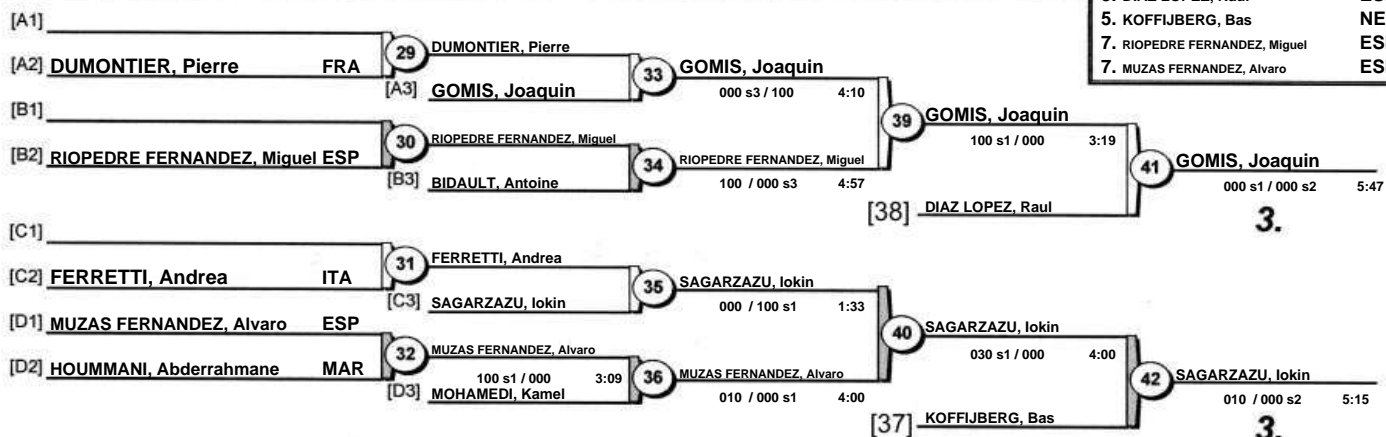 5. KOFFIJBERG, Bas NE
7. RIOPEDRE FERNANDEZ, Miguel ES
7. MUZAS FERNANDEZ, Alvaro ES
[A1]
29 DUMONTIER, Pierre
[A2] DUMONTIER, Pierre FRA
33 GOMIS, Joaquin
[A3] GOMIS, Joaquin
000 s3 / 100 4:10
[B1]
39 GOMIS, Joaquin
100 s1 / 000 3:19
30 RIOPEDRE FERNANDEZ, Miguel
[B2] RIOPEDRE FERNANDEZ, Miguel ESP
34 RIOPEDRE FERNANDEZ, Miguel
[B3] BIDAULT, Antoine
100 / 000 s3 4:57
41 GOMIS, Joaquin
000 s1 / 000 s2 5:47
[38] DIAZ LOPEZ, Raul
3.
[C1]
31 FERRETTI, Andrea
[C2] FERRETTI, Andrea ITA
35 SAGARZAZU, Iokin
[C3] SAGARZAZU, Iokin
000 / 100 s1 1:33
[D1] MUZAS FERNANDEZ, Alvaro ESP
40 SAGARZAZU, Iokin
030 s1 / 000 4:00
32 MUZAS FERNANDEZ, Alvaro
[D2] HOUMMANI, Abderrahmane MAR
100 s1 / 000 3:09
36 MUZAS FERNANDEZ, Alvaro
[D3] MOHAMEDI, Kamel
010 / 000 s1 4:00
42 SAGARZAZU, Iokin
010 / 000 s2 5:15
[37] KOFFIJBERG, Bas
3.